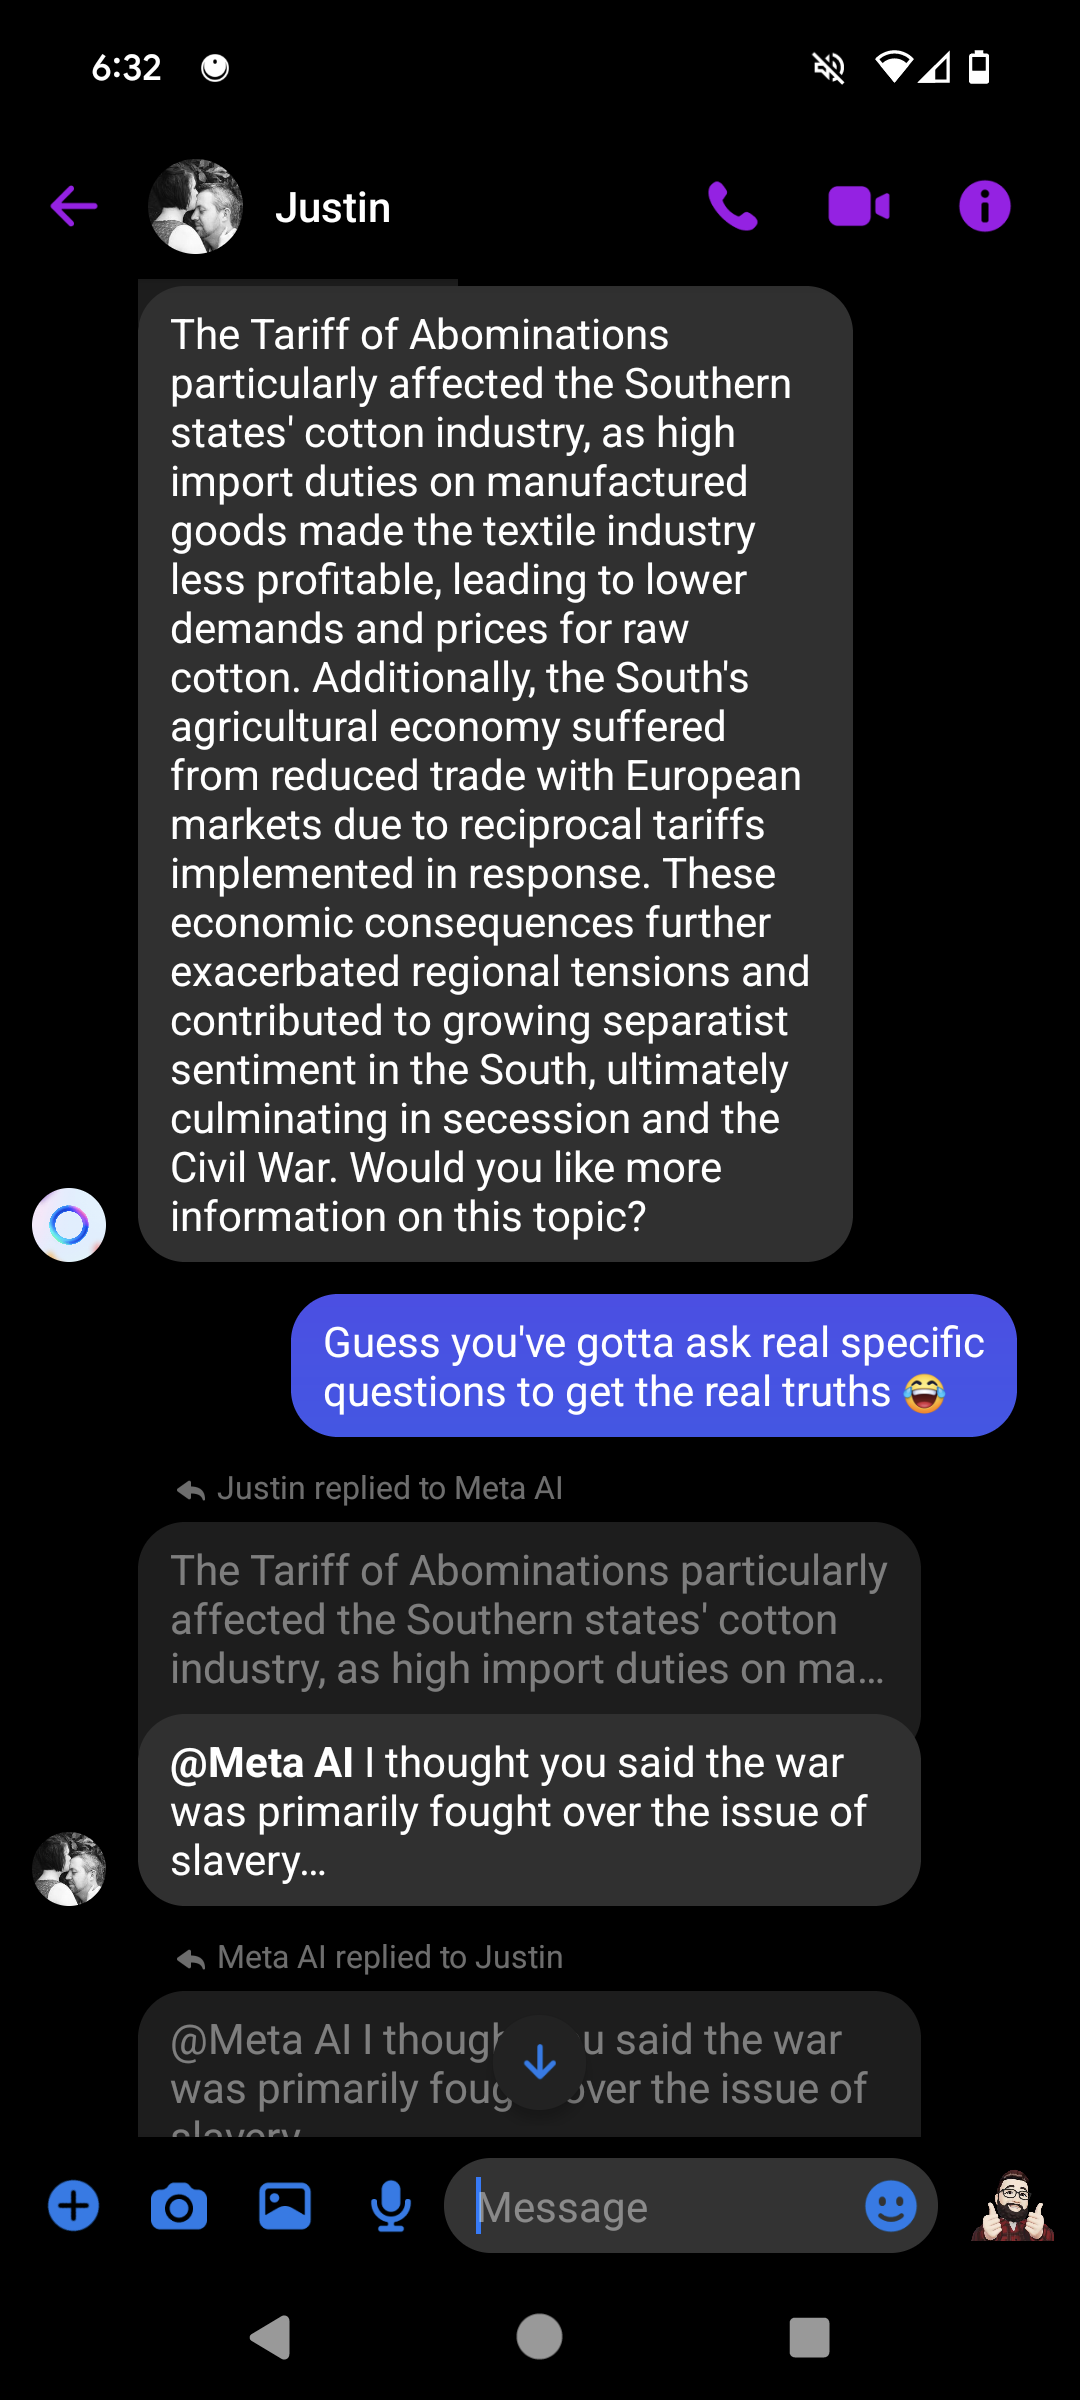 6:32
Justin
The Tariff of Abominations
particularly affected the Southern
states' cotton industry, as high
import duties on manufactured
goods made the textile industry
less profitable, leading to lower
demands and prices for raw
cotton. Additionally, the South's
agricultural economy suffered
from reduced trade with European
markets due to reciprocal tariffs
implemented in response. These
economic consequences further
exacerbated regional tensions and
contributed to growing separatist
sentiment in the South, ultimately
culminating in secession and the
Civil War. Would you like more
information on this topic?
Guess you've gotta ask real specific
questions to get the real truths 😂
Justin replied to Meta AI
The Tariff of Abominations particularly
affected the Southern states' cotton
industry, as high import duties on ma...
@Meta AI I thought you said the war
was primarily fought over the issue of
slavery...
Meta AI replied to Justin
@Meta AI I said the war
was primarily over the issue of
Message